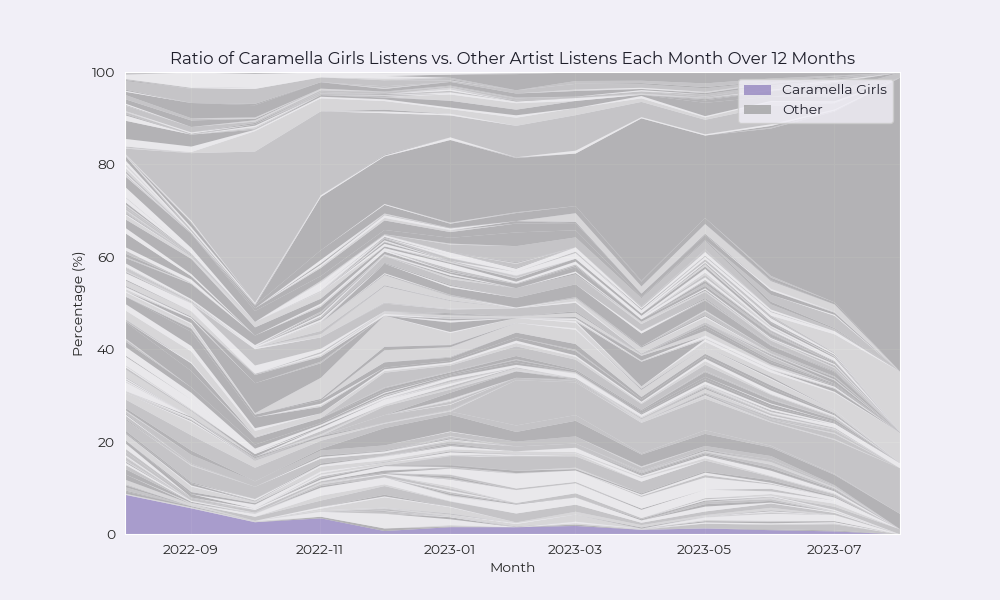 Ratio of Caramella Girls Listens vs. Other Artist Listens Each Month Over 12 Months
100
80
60
40
20
0
Percentage (%)
Caramella Girls
Other
2022-09 2022-11 2023-01 2023-03 2023-05 2023-07
Month